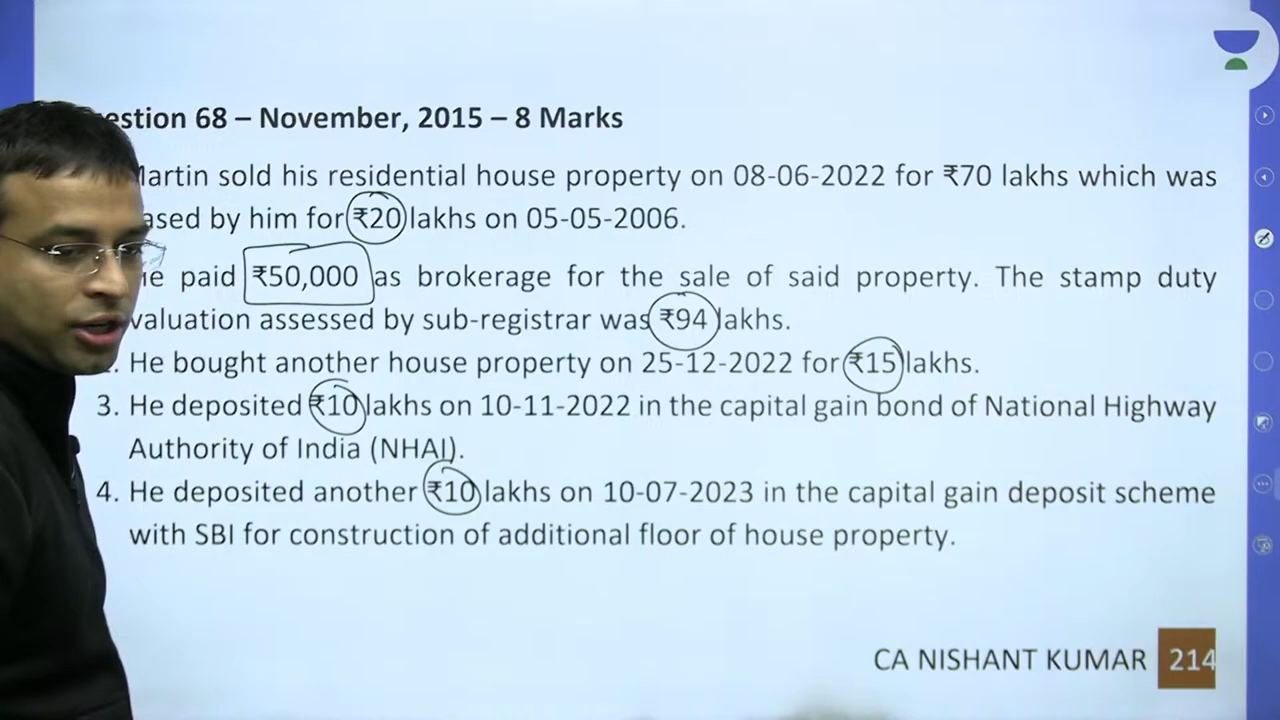 estion 68 – November, 2015 – 8 Marks
Martin sold his residential house property on 08-06-2022 for ₹70 lakhs which was
ased by him for ₹20 lakhs on 05-05-2006.
paid ₹50,000 as brokerage for the sale of said property. The stamp duty
valuation assessed by sub-registrar was ₹94 lakhs.
He bought another house property on 25-12-2022 for ₹15 lakhs.
3. He deposited ₹10 lakhs on 10-11-2022 in the capital gain bond of National Highway
Authority of India (NHAI).
4. He deposited another ₹10 lakhs on 10-07-2023 in the capital gain deposit scheme
with SBI for construction of additional floor of house property.
CA NISHANT KUMAR 214